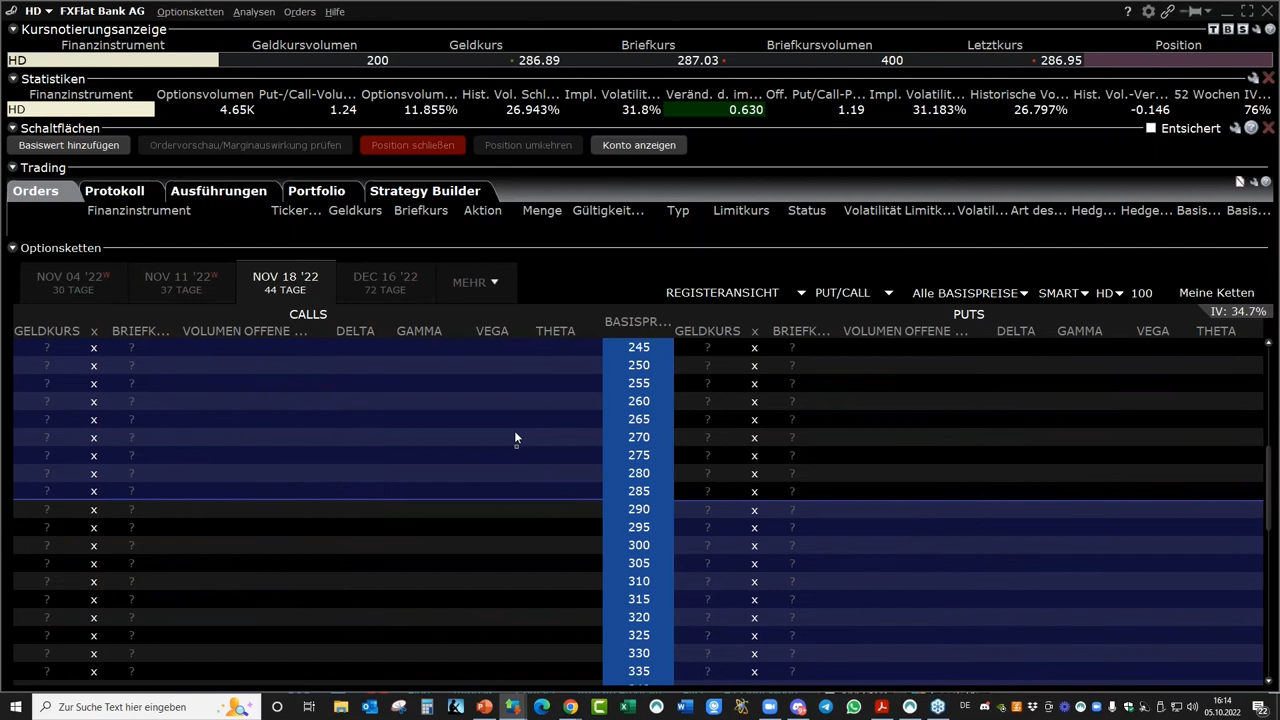 HD FXFlat Bank AG Optionsketten Analysen Orders Hilfe ?
Kursnotierungsanzeige T B S
Finanzinstrument Geldkursvolumen Geldkurs Briefkurs Briefkursvolumen Letztkurs Position
HD 200 286.89 287.03 400 286.95
Statistiken
Finanzinstrument Optionsvolumen Put-/Call-Volu... Optionsvolum... Hist. Vol. Schl... Impl. Volatilit... Veränd. d. im... Off. Put/Call-P... Impl. Volatilit... Historische Vo... Hist. Vol.-Ver... 52 Wochen IV...
HD 4.65K 1.24 11.855% 26.943% 31.8% 0.630 1.19 31.183% 26.797% -0.146 76%
Schaltflächen Entsichert
Basiswert hinzufügen Ordervorschau/Marginauswirkung prüfen Position schließen Position umkehren Konto anzeigen
Trading
Orders Protokoll Ausführungen Portfolio Strategy Builder
Finanzinstrument Ticker... Geldkurs Briefkurs Aktion Menge Gültigkeit... Typ Limitkurs Status Volatilität Limitk... Volatil... Art des... Hedg... Hedge... Basis... Basis...
Optionsketten
NOV 04 '22W NOV 11 '22W NOV 18 '22 DEC 16 '22 MEHR
30 TAGE 37 TAGE 44 TAGE 72 TAGE
REGISTERANSICHT PUT/CALL Alle BASISPREISE SMART HD 100 Meine Ketten
CALLS BASISPR... PUTS IV: 34.7%
GELDKURS x BRIEFK... VOLUMEN OFFENE ... DELTA GAMMA VEGA THETA GELDKURS x BRIEFK... VOLUMEN OFFENE ... DELTA GAMMA VEGA THETA
? x ? 245 ? x ?
? x ? 250 ? x ?
? x ? 255 ? x ?
? x ? 260 ? x ?
? x ? 265 ? x ?
? x ? 270 ? x ?
? x ? 275 ? x ?
? x ? 280 ? x ?
? x ? 285 ? x ?
? x ? 290 ? x ?
? x ? 295 ? x ?
? x ? 300 ? x ?
? x ? 305 ? x ?
? x ? 310 ? x ?
? x ? 315 ? x ?
? x ? 320 ? x ?
? x ? 325 ? x ?
? x ? 330 ? x ?
? x ? 335 ? x ?
Zur Suche Text hier eingeben DE 16:14
05.10.2022